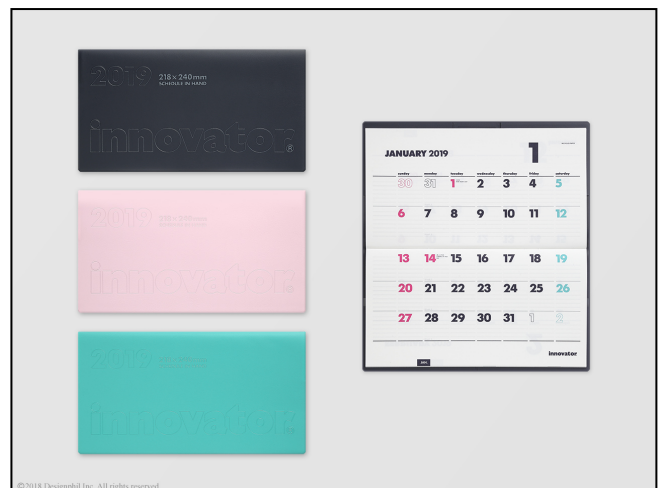 2019 218×240mm
SCHEDULE IN HAND
innovator®
2019
innovator
2019
innovator
JANUARY 2019
1
sunday monday tuesday wednesday thursday friday saturday
30 31 1 2 3 4 5
6 7 8 9 10 11 12
13 14 15 16 17 18 19
20 21 22 23 24 25 26
27 28 29 30 31 1 2
innovator
©2018 Designphil Inc. All rights reserved.